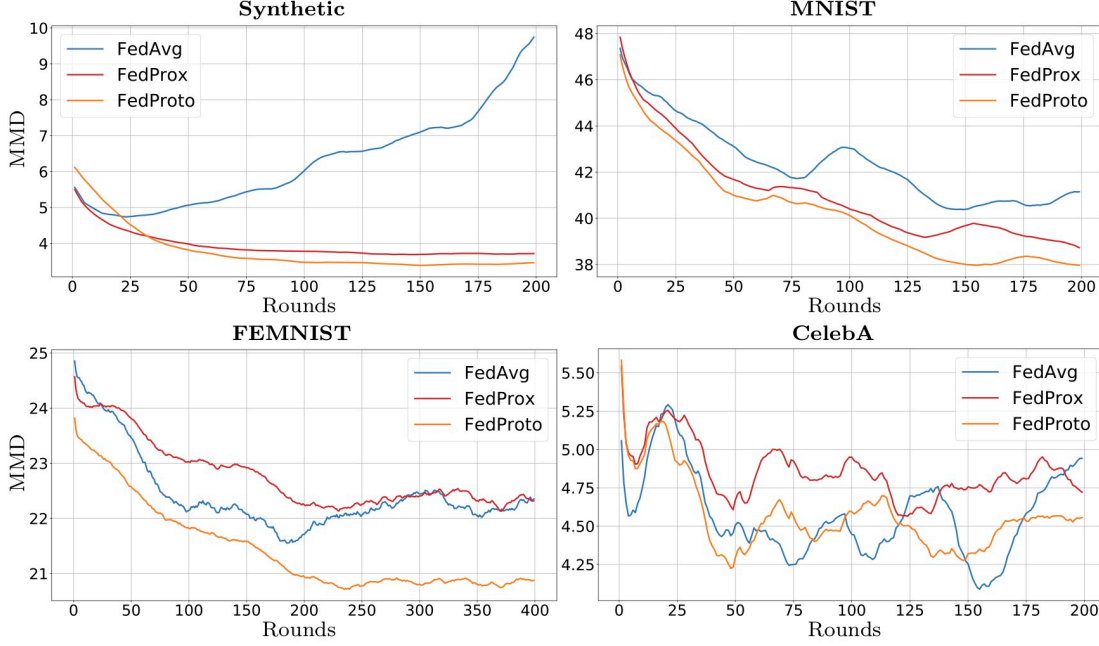 Synthetic
10
9
8
7
6
5
4
MMD
FedAvg
FedProx
FedProto
0 25 50 75 100 125 150 175 200
Rounds
MNIST
48
46
44
42
40
38
FedAvg
FedProx
FedProto
0 25 50 75 100 125 150 175 200
Rounds
FEMNIST
25
24
23
22
21
MMD
FedAvg
FedProx
FedProto
0 50 100 150 200 250 300 350 400
Rounds
CelebA
5.50
5.25
5.00
4.75
4.50
4.25
FedAvg
FedProx
FedProto
0 25 50 75 100 125 150 175 200
Rounds